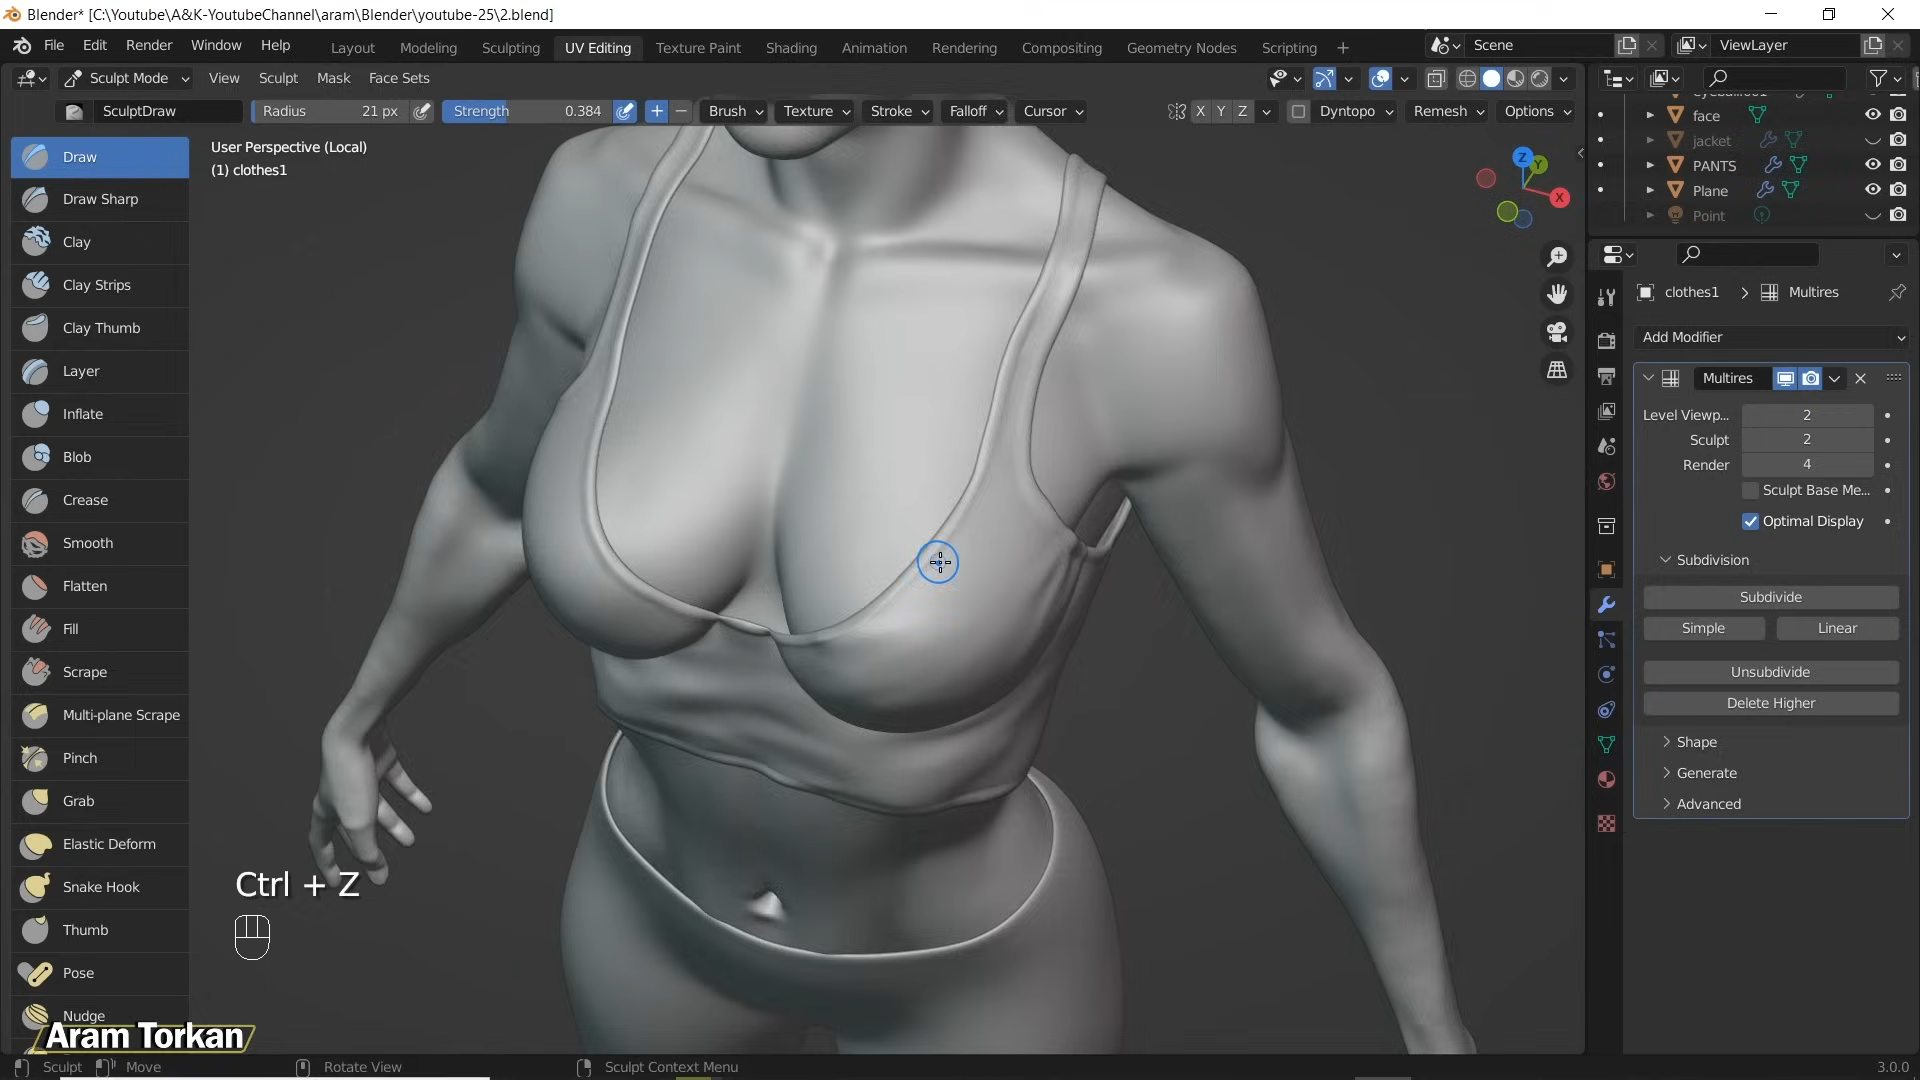 Blender* [C:\Youtube\A&K-YoutubeChannel\aram\Blender\youtube-25\2.blend]
File Edit Render Window Help Layout Modeling Sculpting UV Editing Texture Paint Shading Animation Rendering Compositing Geometry Nodes Scripting + Scene ViewLayer
Sculpt Mode View Sculpt Mask Face Sets
SculptDraw Radius 21 px Strength 0.384 + − Brush Texture Stroke Falloff Cursor X Y Z Dyntopo Remesh Options
User Perspective (Local)
(1) clothes1
Draw
Draw Sharp
Clay
Clay Strips
Clay Thumb
Layer
Inflate
Blob
Crease
Smooth
Flatten
Fill
Scrape
Multi-plane Scrape
Pinch
Grab
Elastic Deform
Snake Hook
Thumb
Pose
Nudge
Z Y X
face
jacket
PANTS
Plane
Point
clothes1 > Multires
Add Modifier
Multires
Level Viewp... 2
Sculpt 2
Render 4
Sculpt Base Me...
Optimal Display
Subdivision
Subdivide
Simple Linear
Unsubdivide
Delete Higher
Shape
Generate
Advanced
Ctrl + Z
Aram Torkan
Sculpt Move Rotate View Sculpt Context Menu 3.0.0